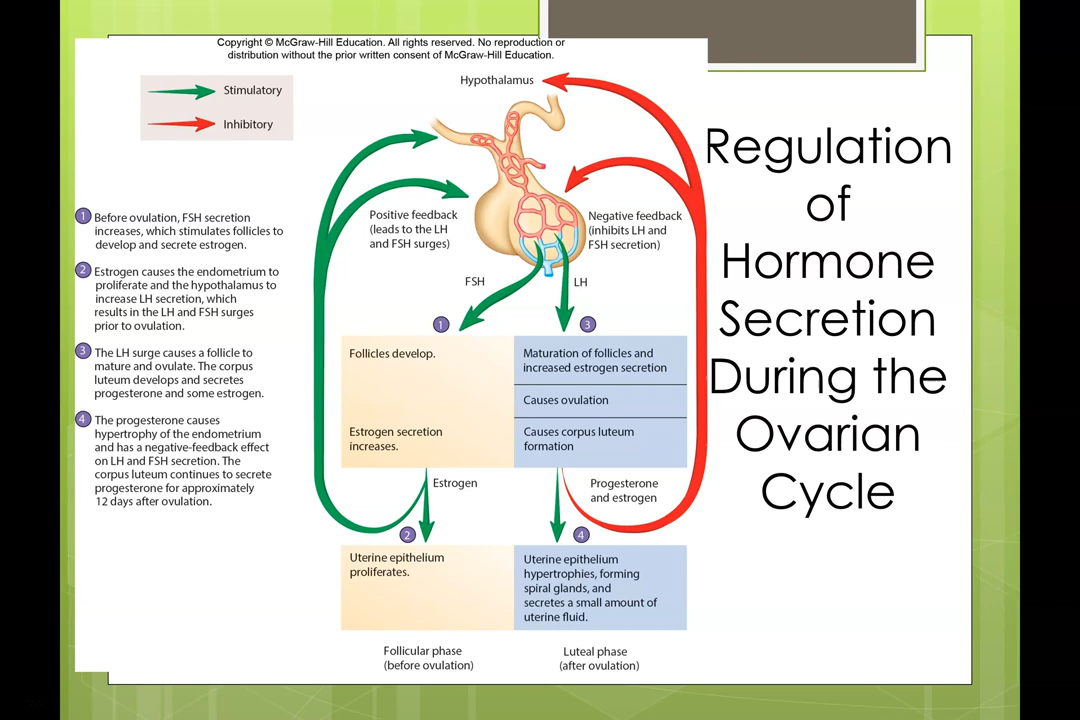 Copyright © McGraw-Hill Education. All rights reserved. No reproduction or
distribution without the prior written consent of McGraw-Hill Education.
Stimulatory
Inhibitory
Hypothalamus
Regulation
of
Hormone
Secretion
During the
Ovarian
Cycle
1 Before ovulation, FSH secretion
increases, which stimulates follicles to
develop and secrete estrogen.
2 Estrogen causes the endometrium to
proliferate and the hypothalamus to
increase LH secretion, which
results in the LH and FSH surges
prior to ovulation.
3 The LH surge causes a follicle to
mature and ovulate. The corpus
luteum develops and secretes
progesterone and some estrogen.
4 The progesterone causes
hypertrophy of the endometrium
and has a negative-feedback effect
on LH and FSH secretion. The
corpus luteum continues to secrete
progesterone for approximately
12 days after ovulation.
Positive feedback
(leads to the LH
and FSH surges)
Negative feedback
(inhibits LH and
FSH secretion)
FSH
LH
1
3
Follicles develop.
Estrogen secretion
increases.
Maturation of follicles and
increased estrogen secretion
Causes ovulation
Causes corpus luteum
formation
Estrogen
Progesterone
and estrogen
2
4
Uterine epithelium
proliferates.
Uterine epithelium
hypertrophies, forming
spiral glands, and
secretes a small amount of
uterine fluid.
Follicular phase
(before ovulation)
Luteal phase
(after ovulation)